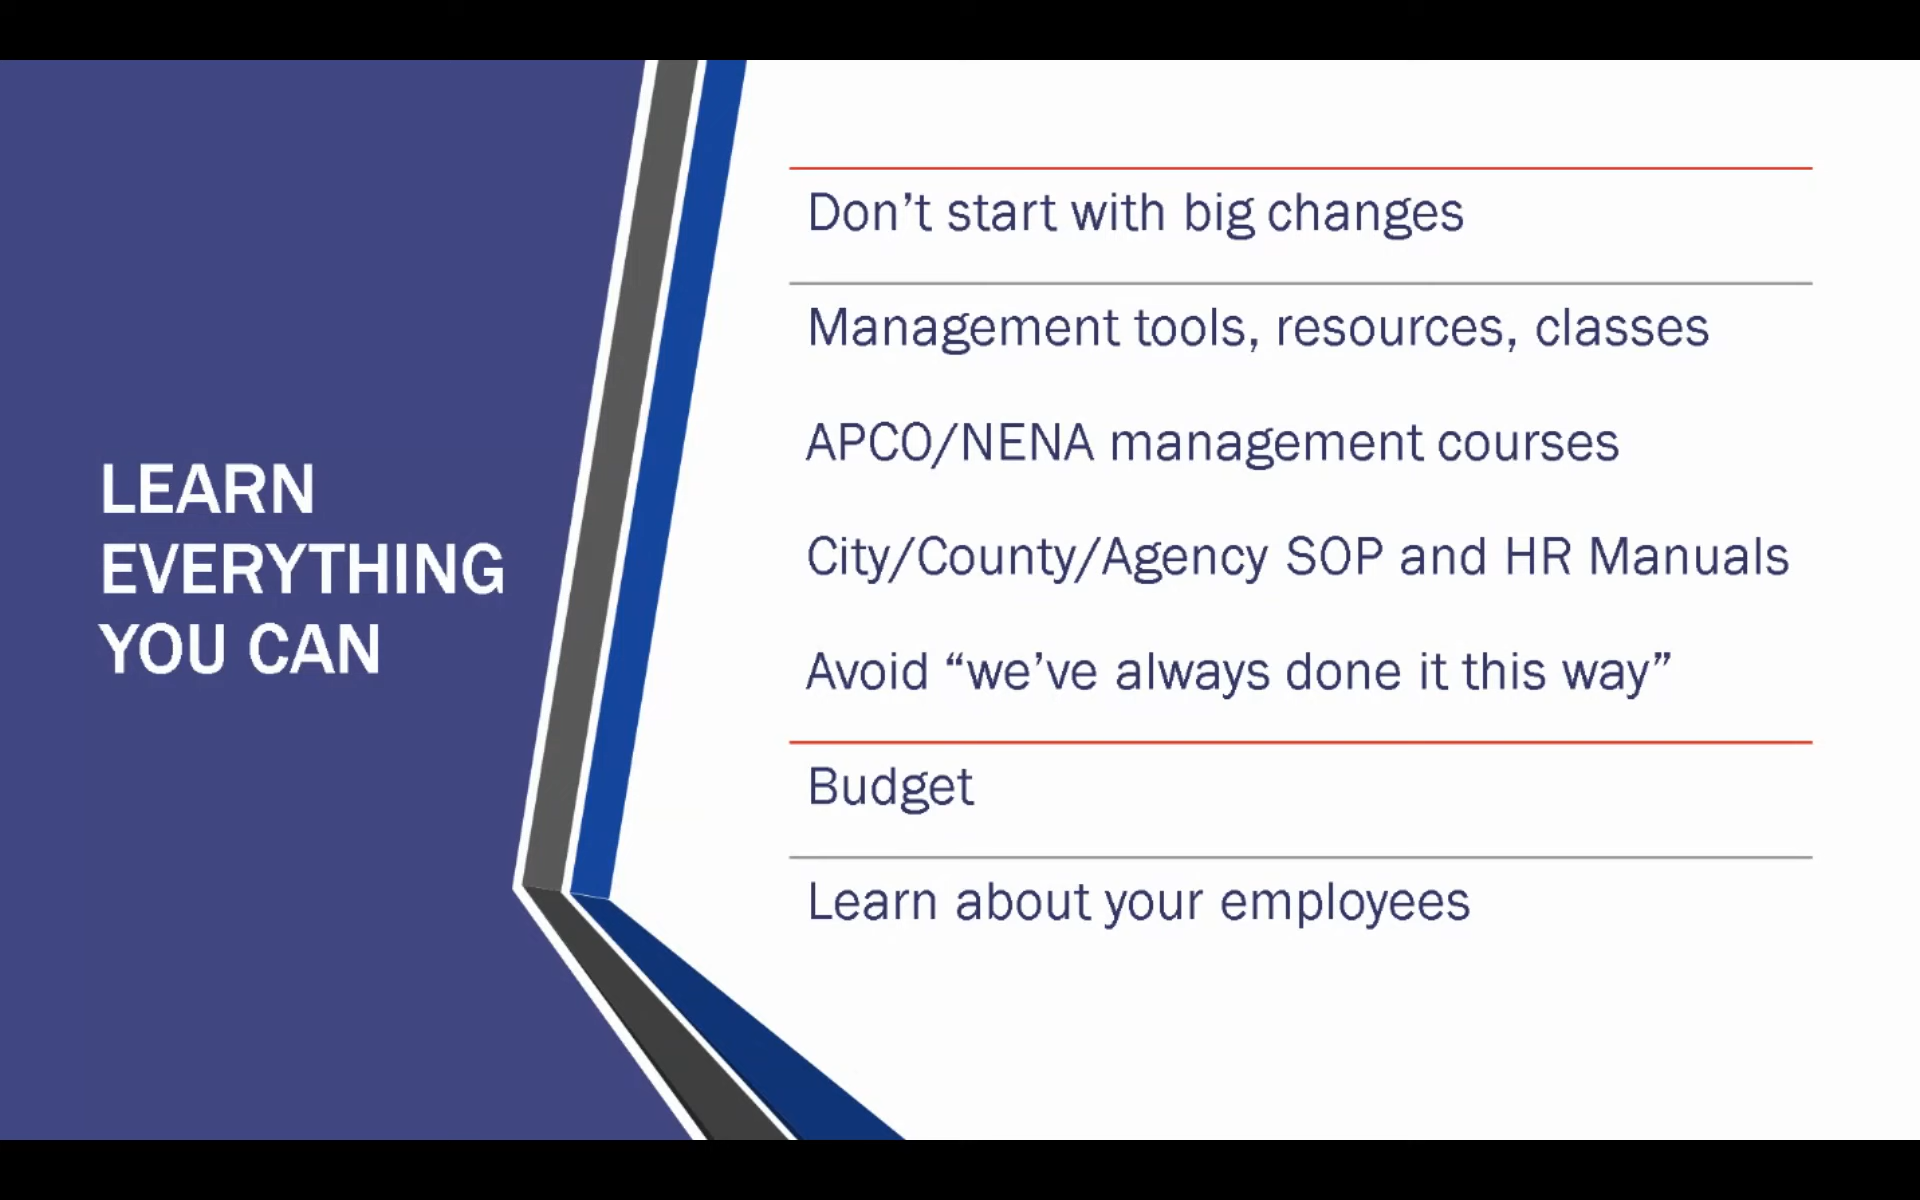 LEARN
EVERYTHING
YOU CAN
Don’t start with big changes
Management tools, resources, classes
APCO/NENA management courses
City/County/Agency SOP and HR Manuals
Avoid “we’ve always done it this way”
Budget
Learn about your employees